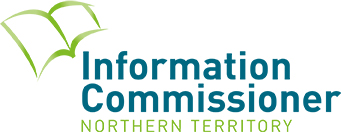 Information
Commissioner
NORTHERN TERRITORY